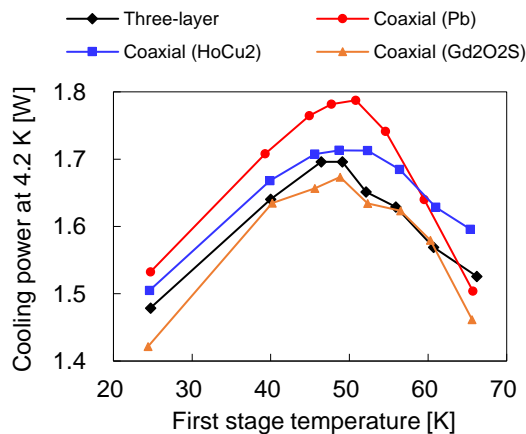 Three-layer
Coaxial (Pb)
Coaxial (HoCu2)
Coaxial (Gd2O2S)
Cooling power at 4.2 K [W]
1.8
1.7
1.6
1.5
1.4
20 30 40 50 60 70
First stage temperature [K]